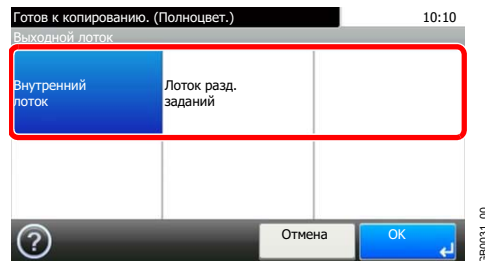 Готов к копированию. (Полноцвет.) 10:10
Выходной лоток
Внутренний
лоток
Лоток разд.
заданий
?
Отмена
OK
GB0031_00